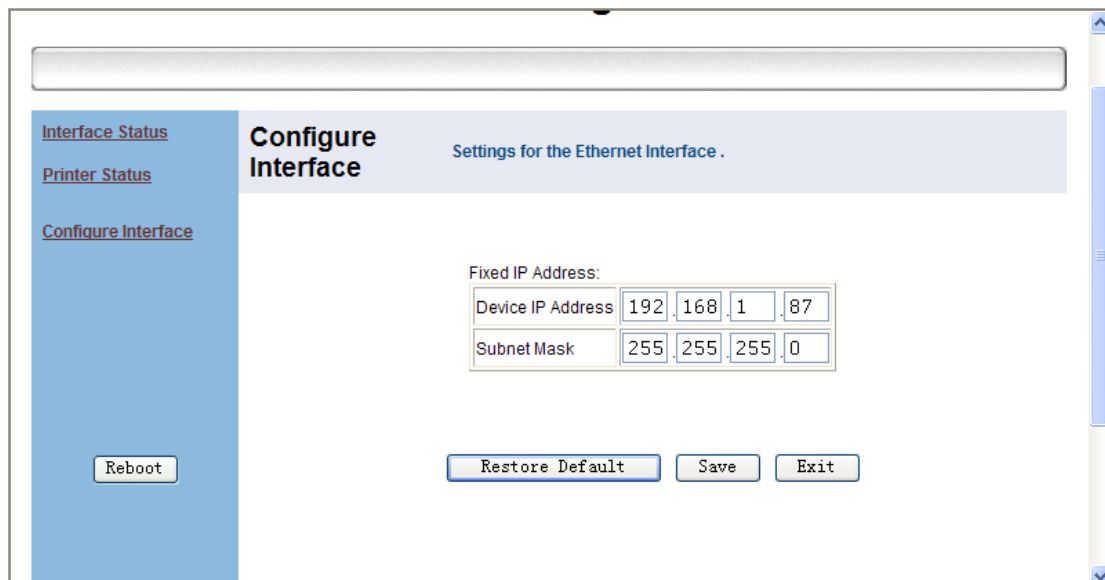 Interface Status
Printer Status
Configure Interface
Reboot
Configure
Interface
Settings for the Ethernet Interface .
Fixed IP Address:
Device IP Address 192 . 168 . 1 . 87
Subnet Mask 255 . 255 . 255 . 0
Restore Default Save Exit